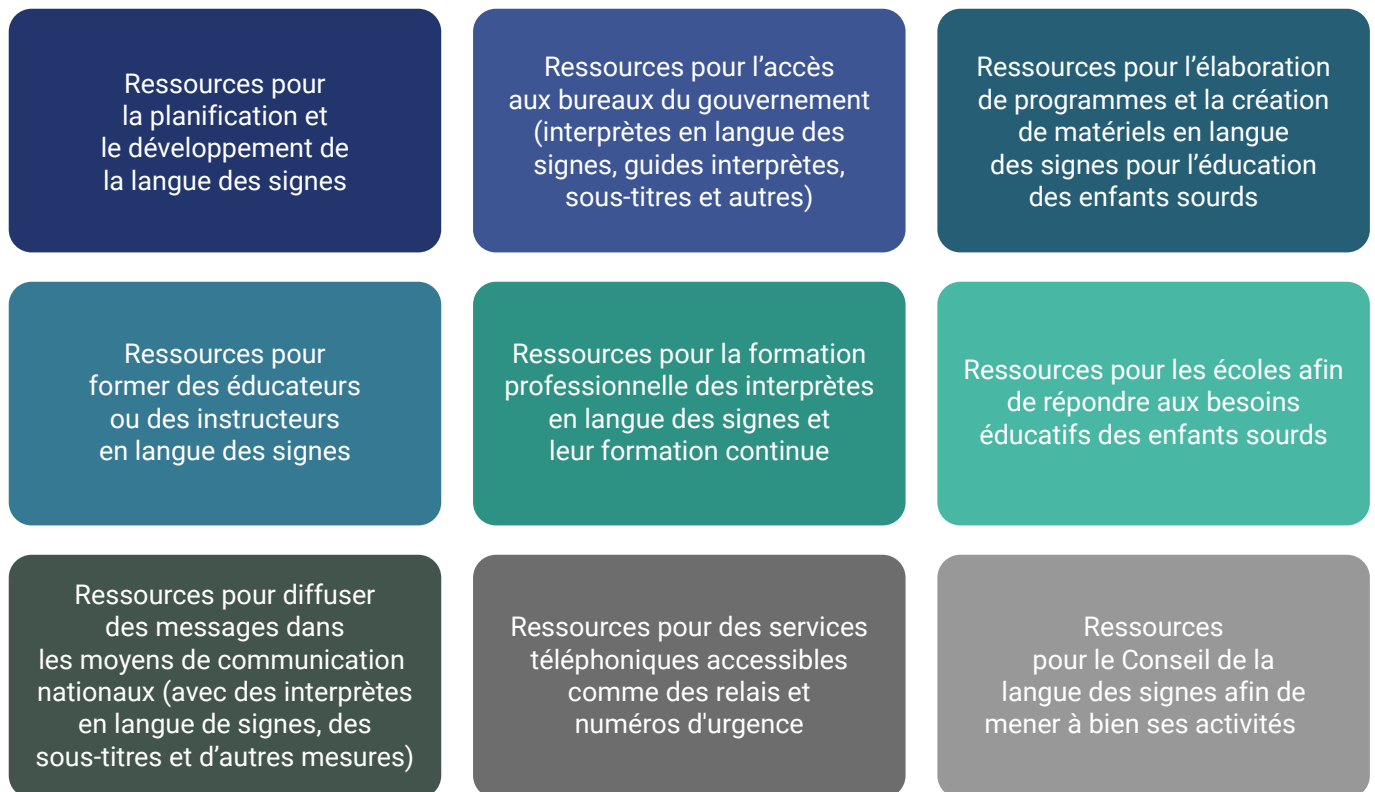 Ressources pour
la planification et
le développement de
la langue des signes
Ressources pour l’accès
aux bureaux du gouvernement
(interprètes en langue des
signes, guides interprètes,
sous-titres et autres)
Ressources pour l’élaboration
de programmes et la création
de matériels en langue
des signes pour l’éducation
des enfants sourds
Ressources pour
former des éducateurs
ou des instructeurs
en langue des signes
Ressources pour la formation
professionnelle des interprètes
en langue des signes et
leur formation continue
Ressources pour les écoles afin
de répondre aux besoins
éducatifs des enfants sourds
Ressources pour diffuser
des messages dans
les moyens de communication
nationaux (avec des interprètes
en langue de signes, des
sous-titres et d’autres mesures)
Ressources pour des services
téléphoniques accessibles
comme des relais et
numéros d'urgence
Ressources
pour le Conseil de la
langue des signes afin de
mener à bien ses activités